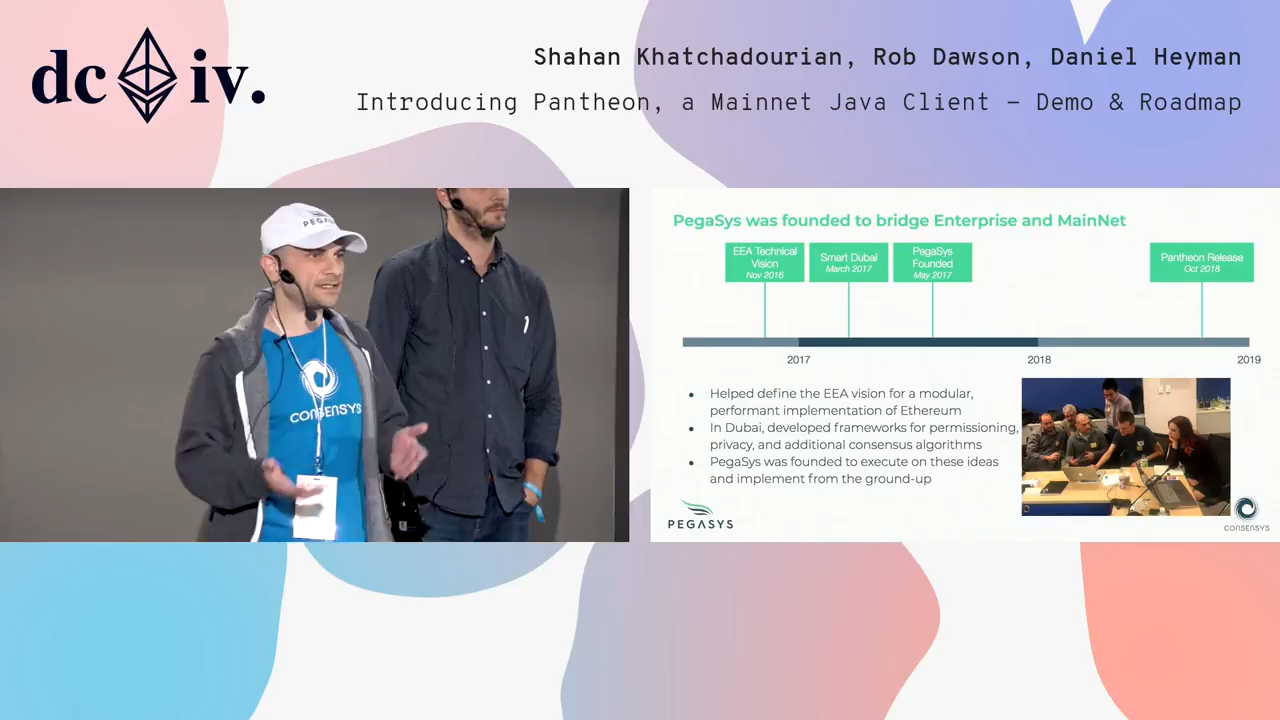 dc iv.
Shahan Khatchadourian, Rob Dawson, Daniel Heyman
Introducing Pantheon, a Mainnet Java Client – Demo & Roadmap
PEGASYS
CONSENSYS
PegaSys was founded to bridge Enterprise and MainNet
EEA Technical
Vision
Nov 2016
Smart Dubai
March 2017
PegaSys
Founded
May 2017
Pantheon Release
Oct 2018
2017
2018
2019
• Helped define the EEA vision for a modular,
performant implementation of Ethereum
• In Dubai, developed frameworks for permissioning,
privacy, and additional consensus algorithms
• PegaSys was founded to execute on these ideas
and implement from the ground-up
PEGASYS
CONSENSYS